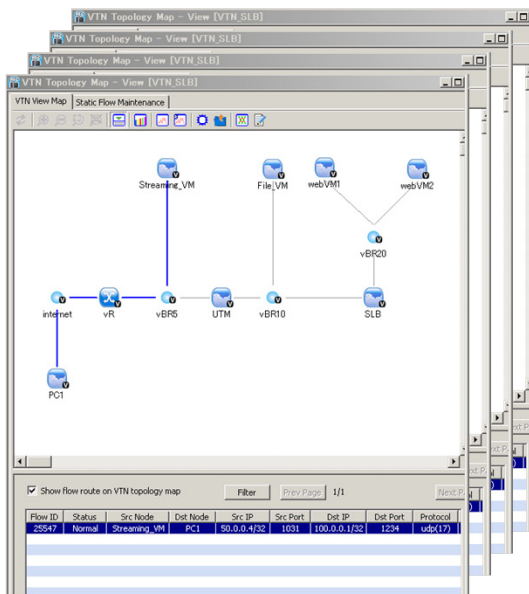 VTN Topology Map - View [VTN_SLB]
VTN Topology Map - View [VTN_SLB]
VTN Topology Map - View [VTN_SLB]
VTN Topology Map - View [VTN_SLB]
VTN View Map Static Flow Maintenance
Streaming_VM File_VM webVM1 webVM2
vBR20
internet vR vBR5 UTM vBR10 SLB
PC1
Show flow route on VTN topology map Filter Prev Page 1/1 Next P
Flow ID Status Src Node Dst Node Src IP Src Port Dst IP Dst Port Protocol
25547 Normal Streaming_VM PC1 50.0.0.4/32 1031 100.0.0.1/32 1234 udp(17)